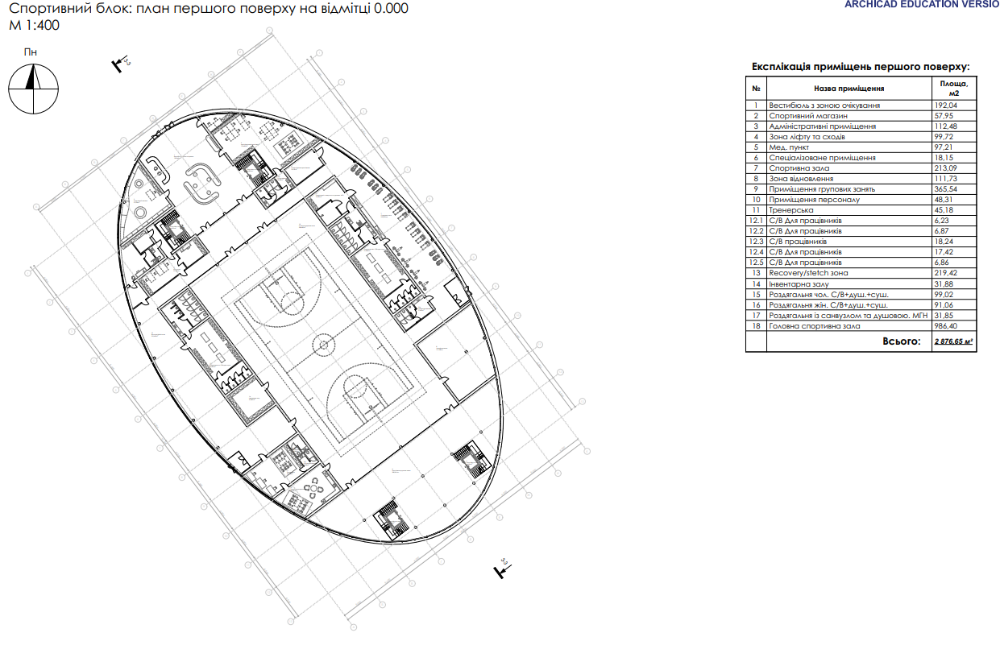 Спортивний блок: план першого поверху на відмітці 0.000
М 1:400
ARCHICAD EDUCATION VERSIO
Пн
3-3
Експлікація приміщень першого поверху:
№ Назва приміщення Площа, м2
1 Вестибюль з зоною очікування 192,04
2 Спортивний магазин 57,95
3 Адміністративні приміщення 112,48
4 Зона ліфту та сходів 99,72
5 Мед. пункт 97,21
6 Спеціалізоване приміщення 18,15
7 Спортивна зала 213,09
8 Зона відновлення 111,73
9 Приміщення групових занять 365,54
10 Приміщення персоналу 48,31
11 Тренерська 45,18
12.1 С/В Для працівників 6,23
12.2 С/В Для працівників 6,87
12.3 С/В працівників 18,24
12.4 С/В Для працівників 17,42
12.5 С/В Для працівників 6,86
13 Recovery/stetch зона 219,42
14 Інвентарна залу 31,88
15 Роздягальня чол. С/В+душ.+суш. 99,02
16 Роздягальня жін. С/В+душ.+суш. 91,06
17 Роздягальня із санвузлом та душовою. МГН 31,85
18 Головна спортивна зала 986,40
Всього: 2 876,65 м²
3-3